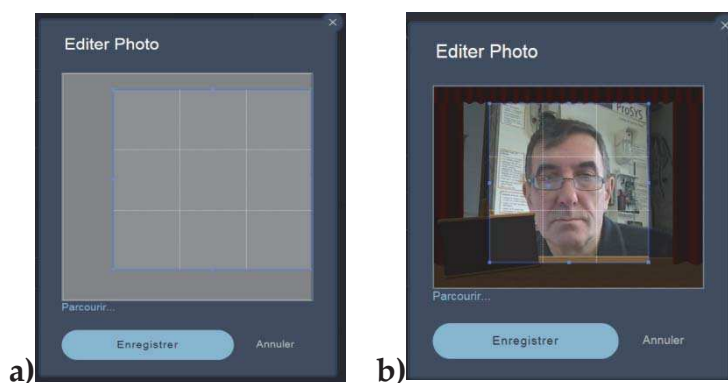 Editer Photo
Parcourir...
Enregistrer Annuler
a)
Editer Photo
ProSYS
Parcourir...
Enregistrer Annuler
b)